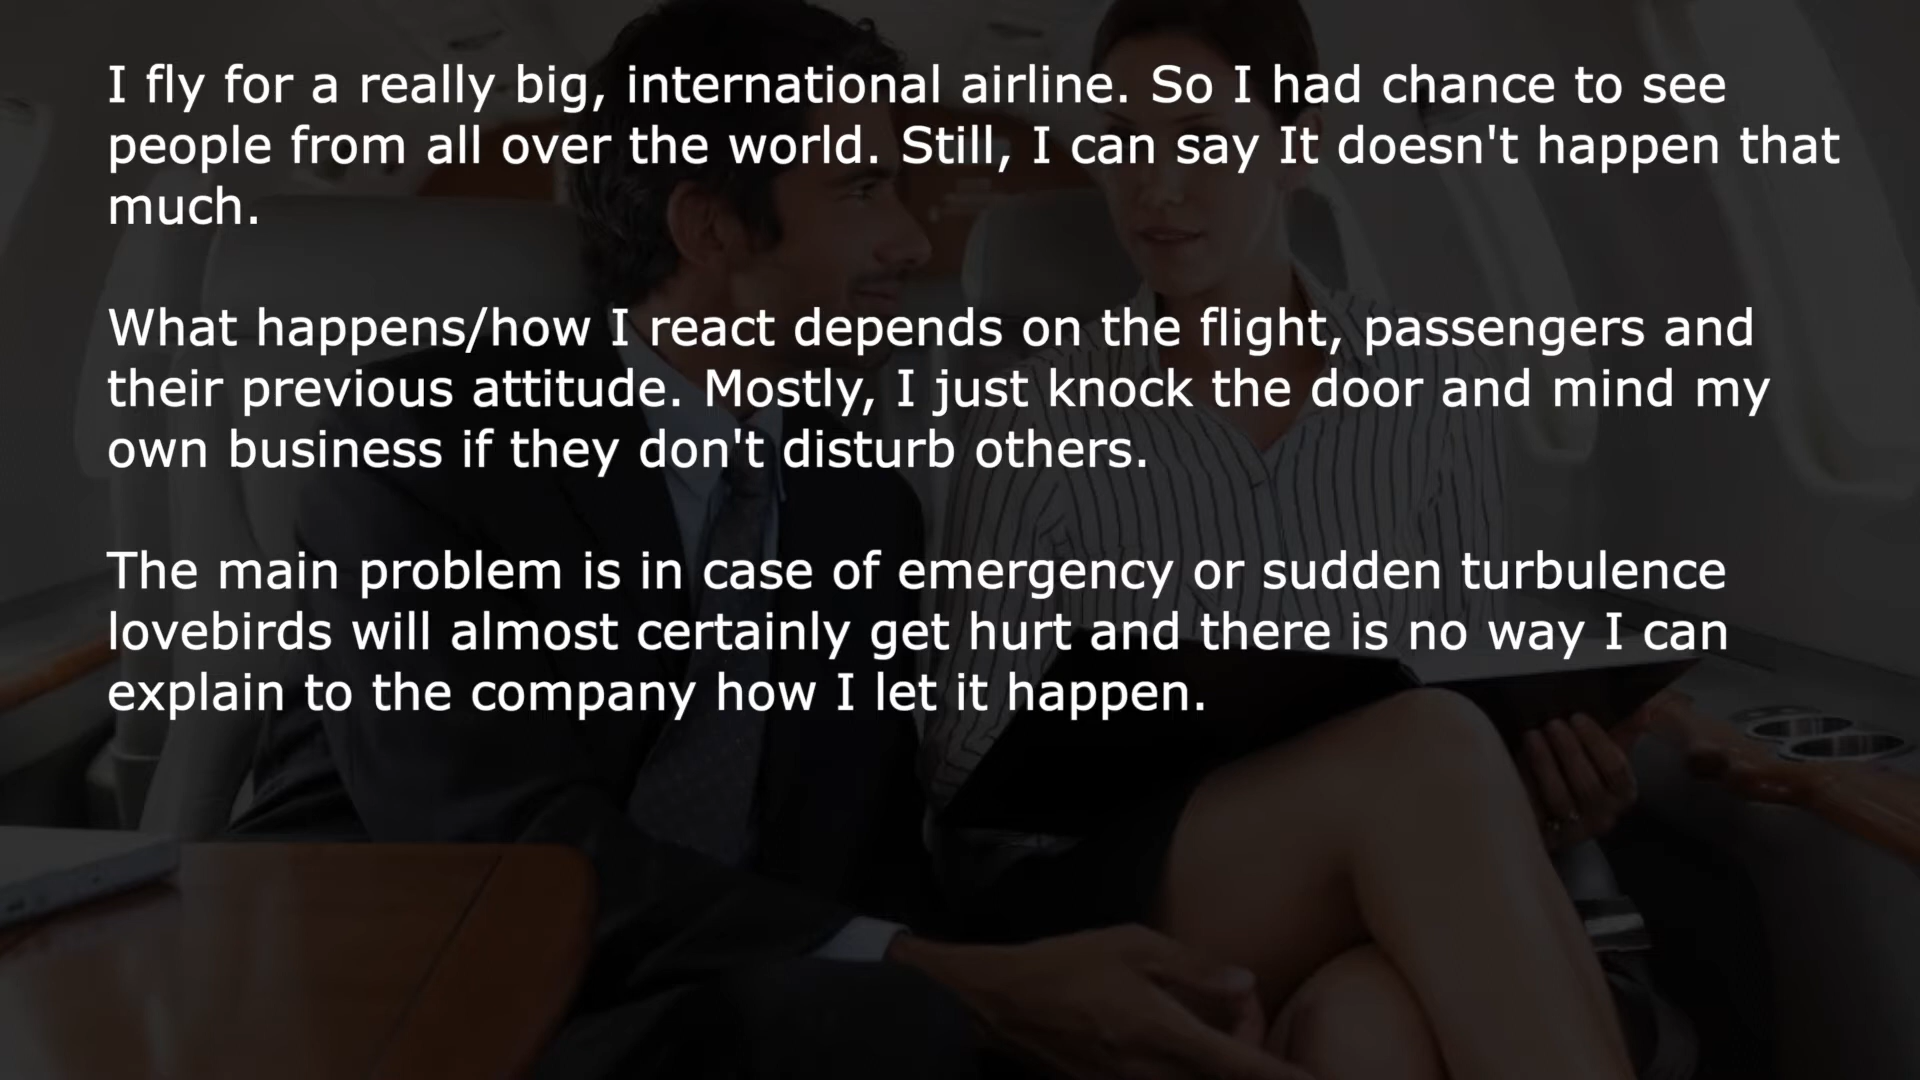 I fly for a really big, international airline. So I had chance to see
people from all over the world. Still, I can say It doesn't happen that
much.
What happens/how I react depends on the flight, passengers and
their previous attitude. Mostly, I just knock the door and mind my
own business if they don't disturb others.
The main problem is in case of emergency or sudden turbulence
lovebirds will almost certainly get hurt and there is no way I can
explain to the company how I let it happen.